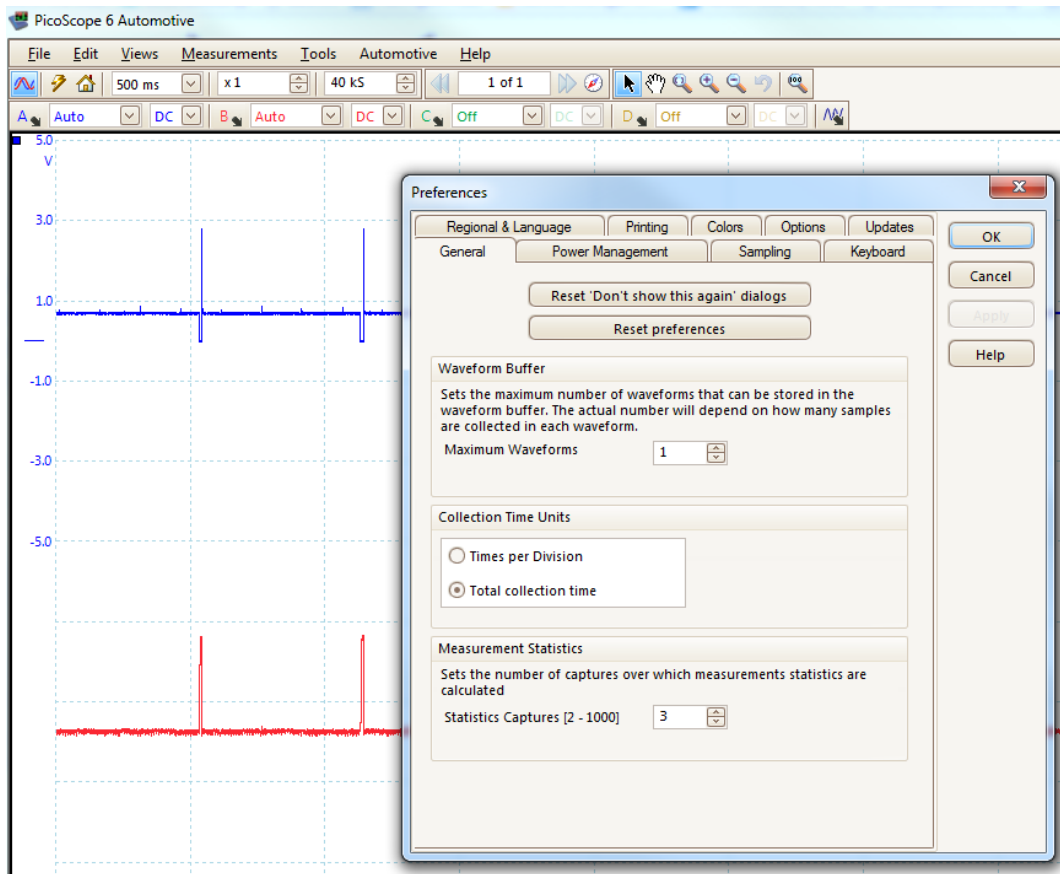 PicoScope 6 Automotive
File Edit Views Measurements Tools Automotive Help
500 ms x 1 40 kS 1 of 1
A Auto DC B Auto DC C Off DC D Off DC
5.0
V
3.0
1.0
-1.0
-3.0
-5.0
Preferences
Regional & Language Printing Colors Options Updates
General Power Management Sampling Keyboard
Reset 'Don't show this again' dialogs
Reset preferences
Waveform Buffer
Sets the maximum number of waveforms that can be stored in the
waveform buffer. The actual number will depend on how many samples
are collected in each waveform.
Maximum Waveforms 1
Collection Time Units
Times per Division
Total collection time
Measurement Statistics
Sets the number of captures over which measurements statistics are
calculated
Statistics Captures [2 - 1000] 3
OK
Cancel
Apply
Help